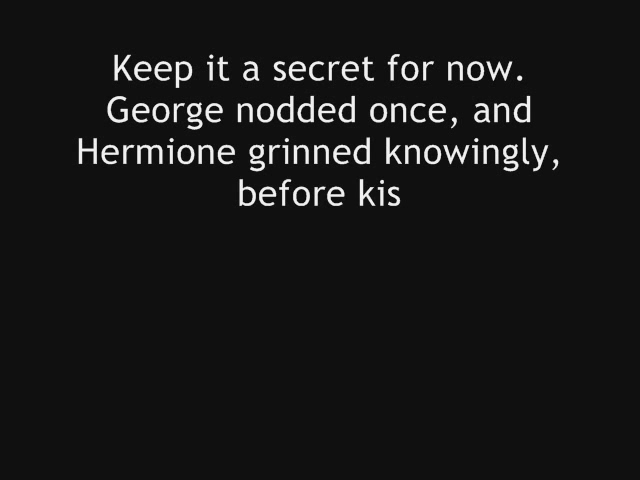 Keep it a secret for now.
George nodded once, and
Hermione grinned knowingly,
before kis